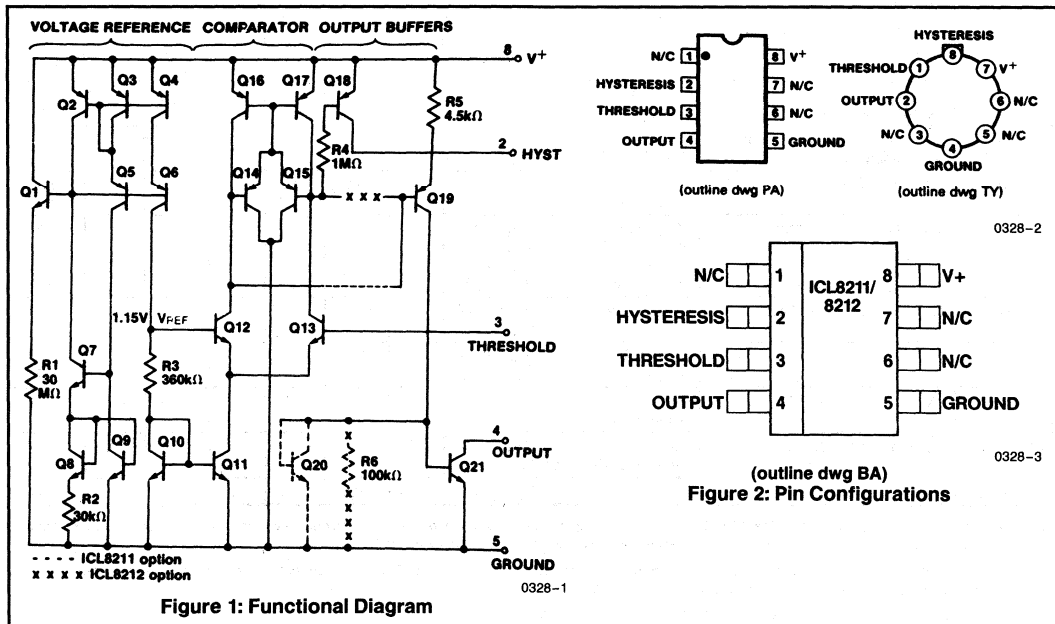 VOLTAGE REFERENCE COMPARATOR OUTPUT BUFFERS
8 V+
Q3 Q4 Q16 Q17 Q18
Q2
R5
4.5kΩ
R4
1MΩ
2
HYST
Q1 Q5 Q6 Q14 Q15 x x x Q19
1.15V VREF Q12 Q13
3
THRESHOLD
R1
30
MΩ
Q7
R3
360kΩ
4
OUTPUT
Q8 Q9 Q10 Q11 Q20 R6
100kΩ
Q21
R2
30kΩ
5
GROUND
- - - - ICL8211 option
x x x x ICL8212 option
0328-1
Figure 1: Functional Diagram
N/C 1 8 V+
HYSTERESIS 2 7 N/C
THRESHOLD 3 6 N/C
OUTPUT 4 5 GROUND
(outline dwg PA)
HYSTERESIS
8
THRESHOLD 1 7 V+
OUTPUT 2 6 N/C
N/C 3 5 N/C
4
GROUND
(outline dwg TY)
0328-2
N/C 1 ICL8211/ 8 V+
8212
HYSTERESIS 2 7 N/C
THRESHOLD 3 6 N/C
OUTPUT 4 5 GROUND
0328-3
(outline dwg BA)
Figure 2: Pin Configurations